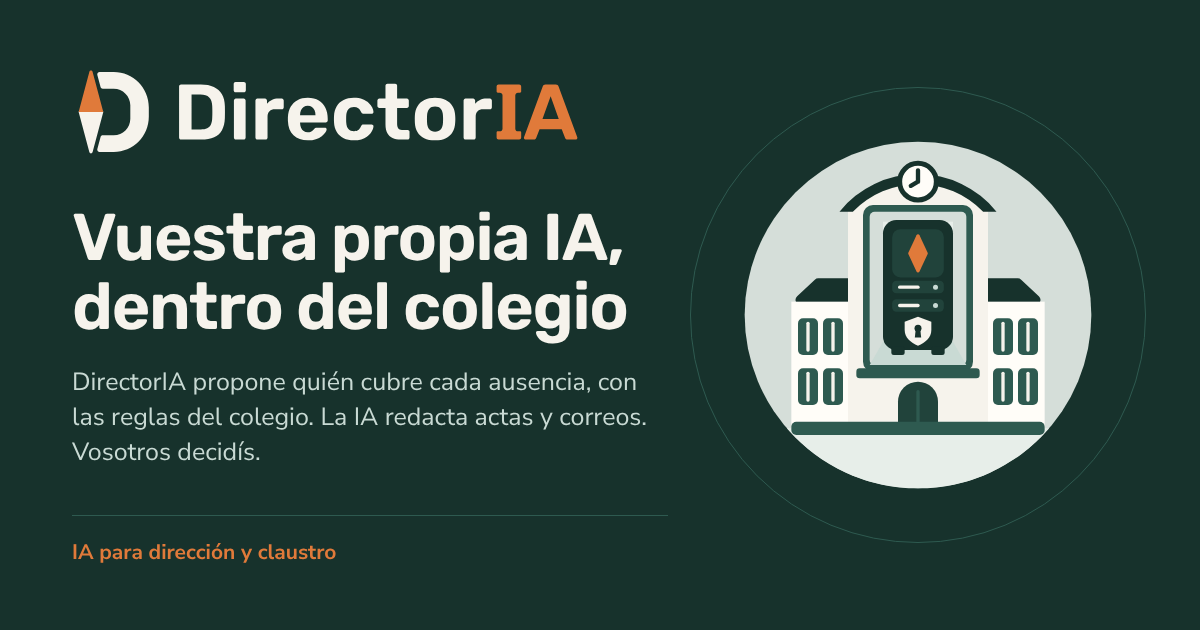 DirectorIA
Vuestra propia IA,
dentro del colegio
DirectorIA propone quién cubre cada ausencia, con
las reglas del colegio. La IA redacta actas y correos.
Vosotros decidís.
IA para dirección y claustro